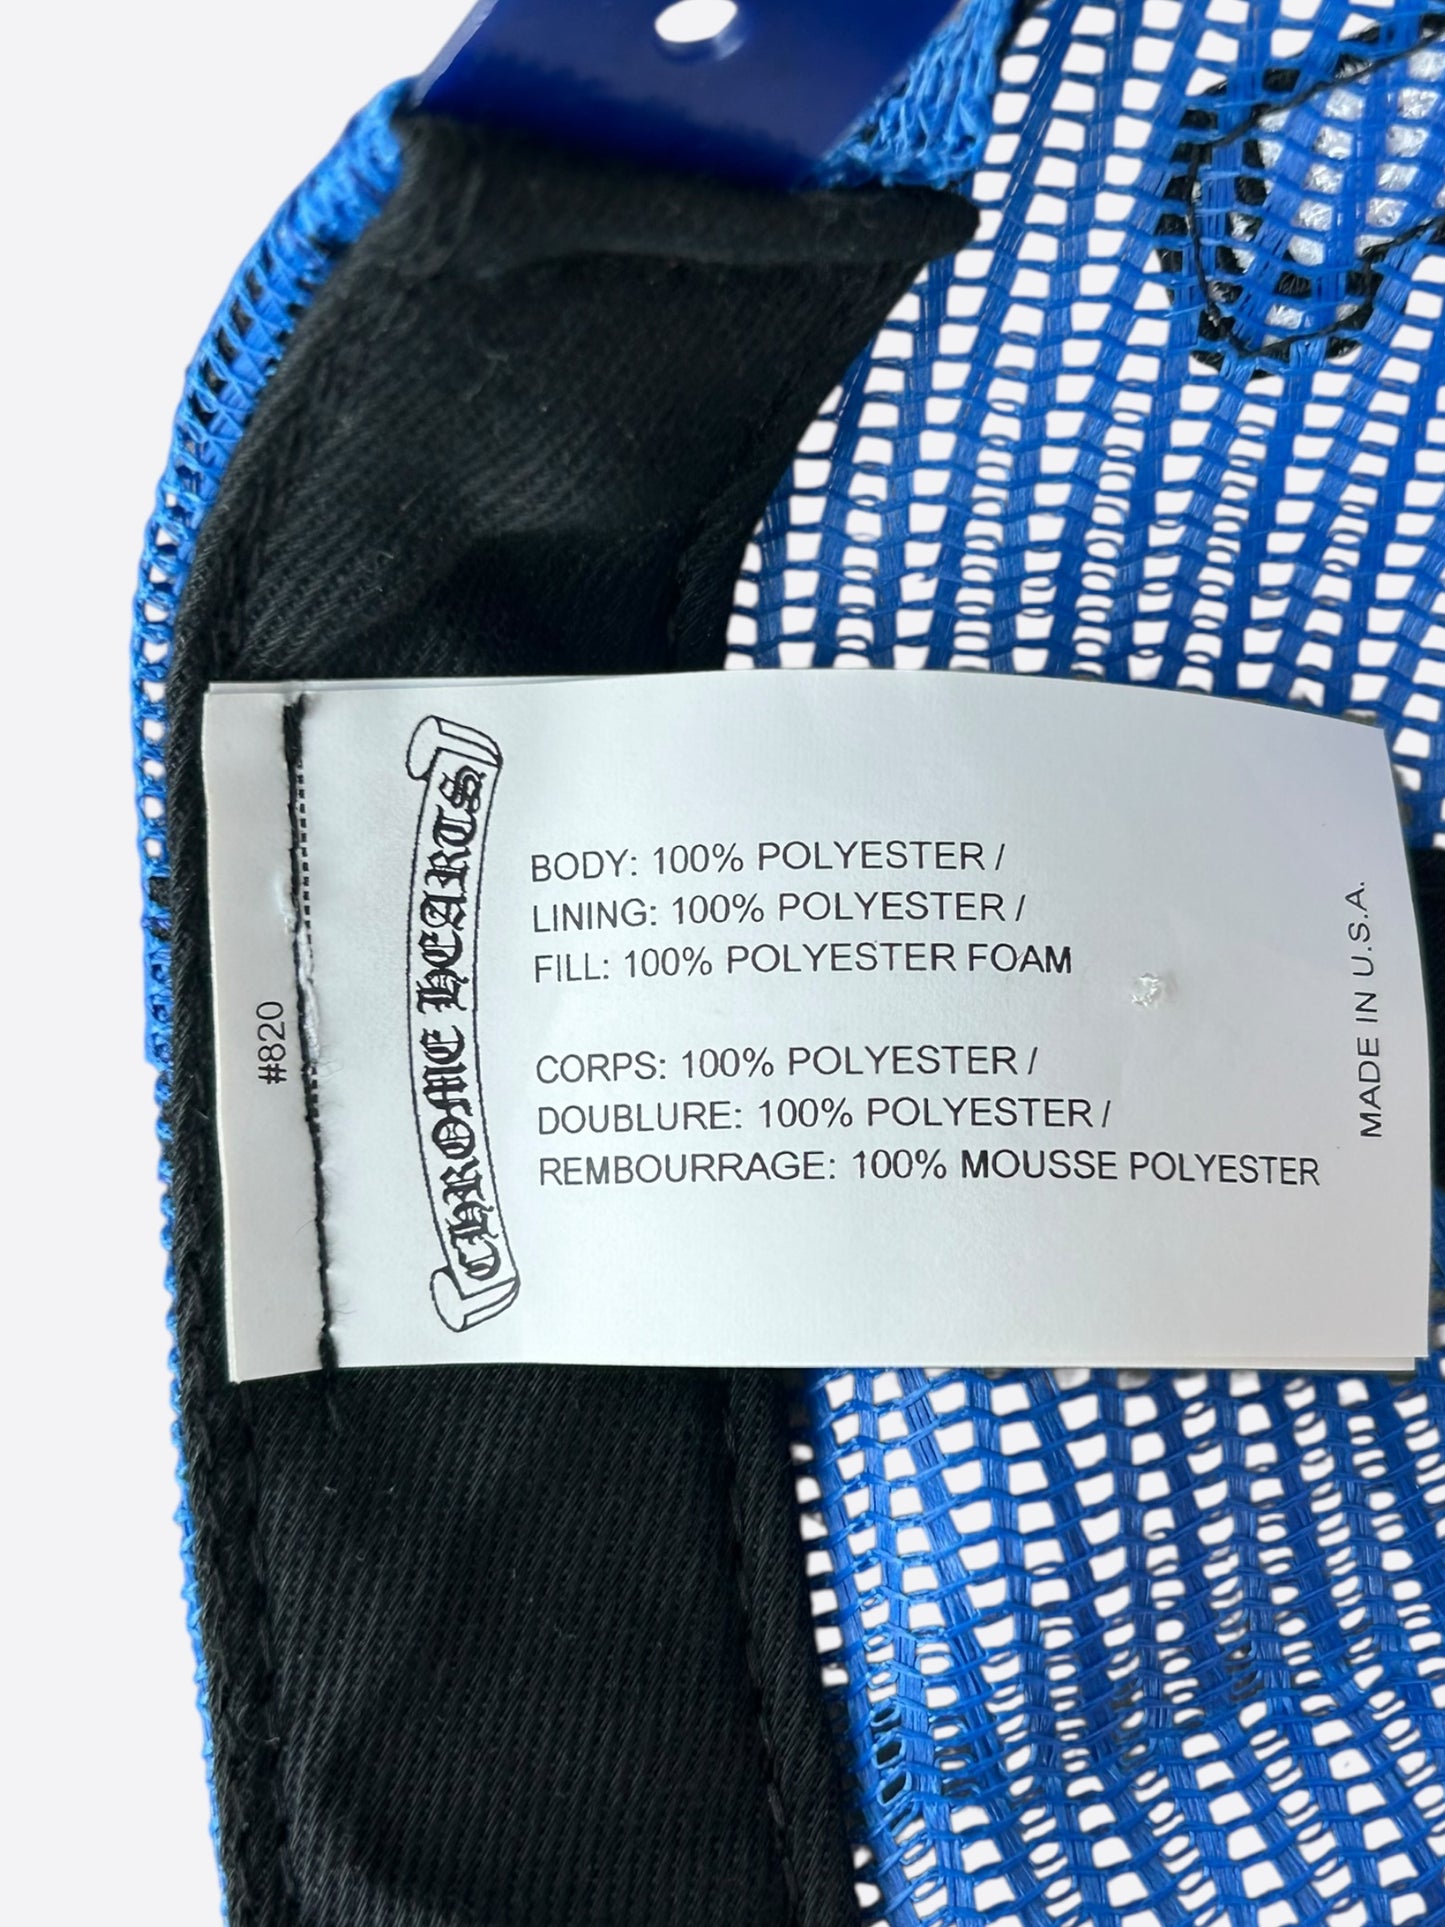 #820
CHROME HEARTS
BODY: 100% POLYESTER /
LINING: 100% POLYESTER /
FILL: 100% POLYESTER FOAM
CORPS: 100% POLYESTER /
DOUBLURE: 100% POLYESTER /
REMBOURRAGE: 100% MOUSSE POLYESTER
MADE IN U.S.A.